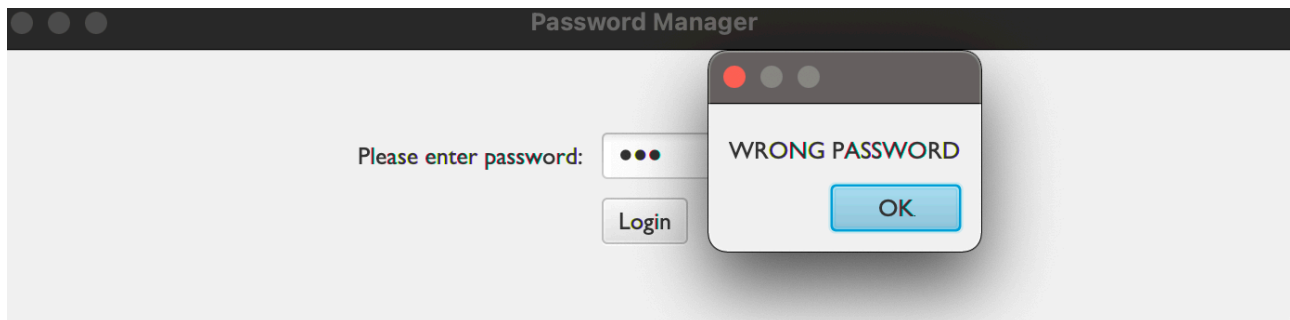 Password Manager
Please enter password:
WRONG PASSWORD
OK
Login